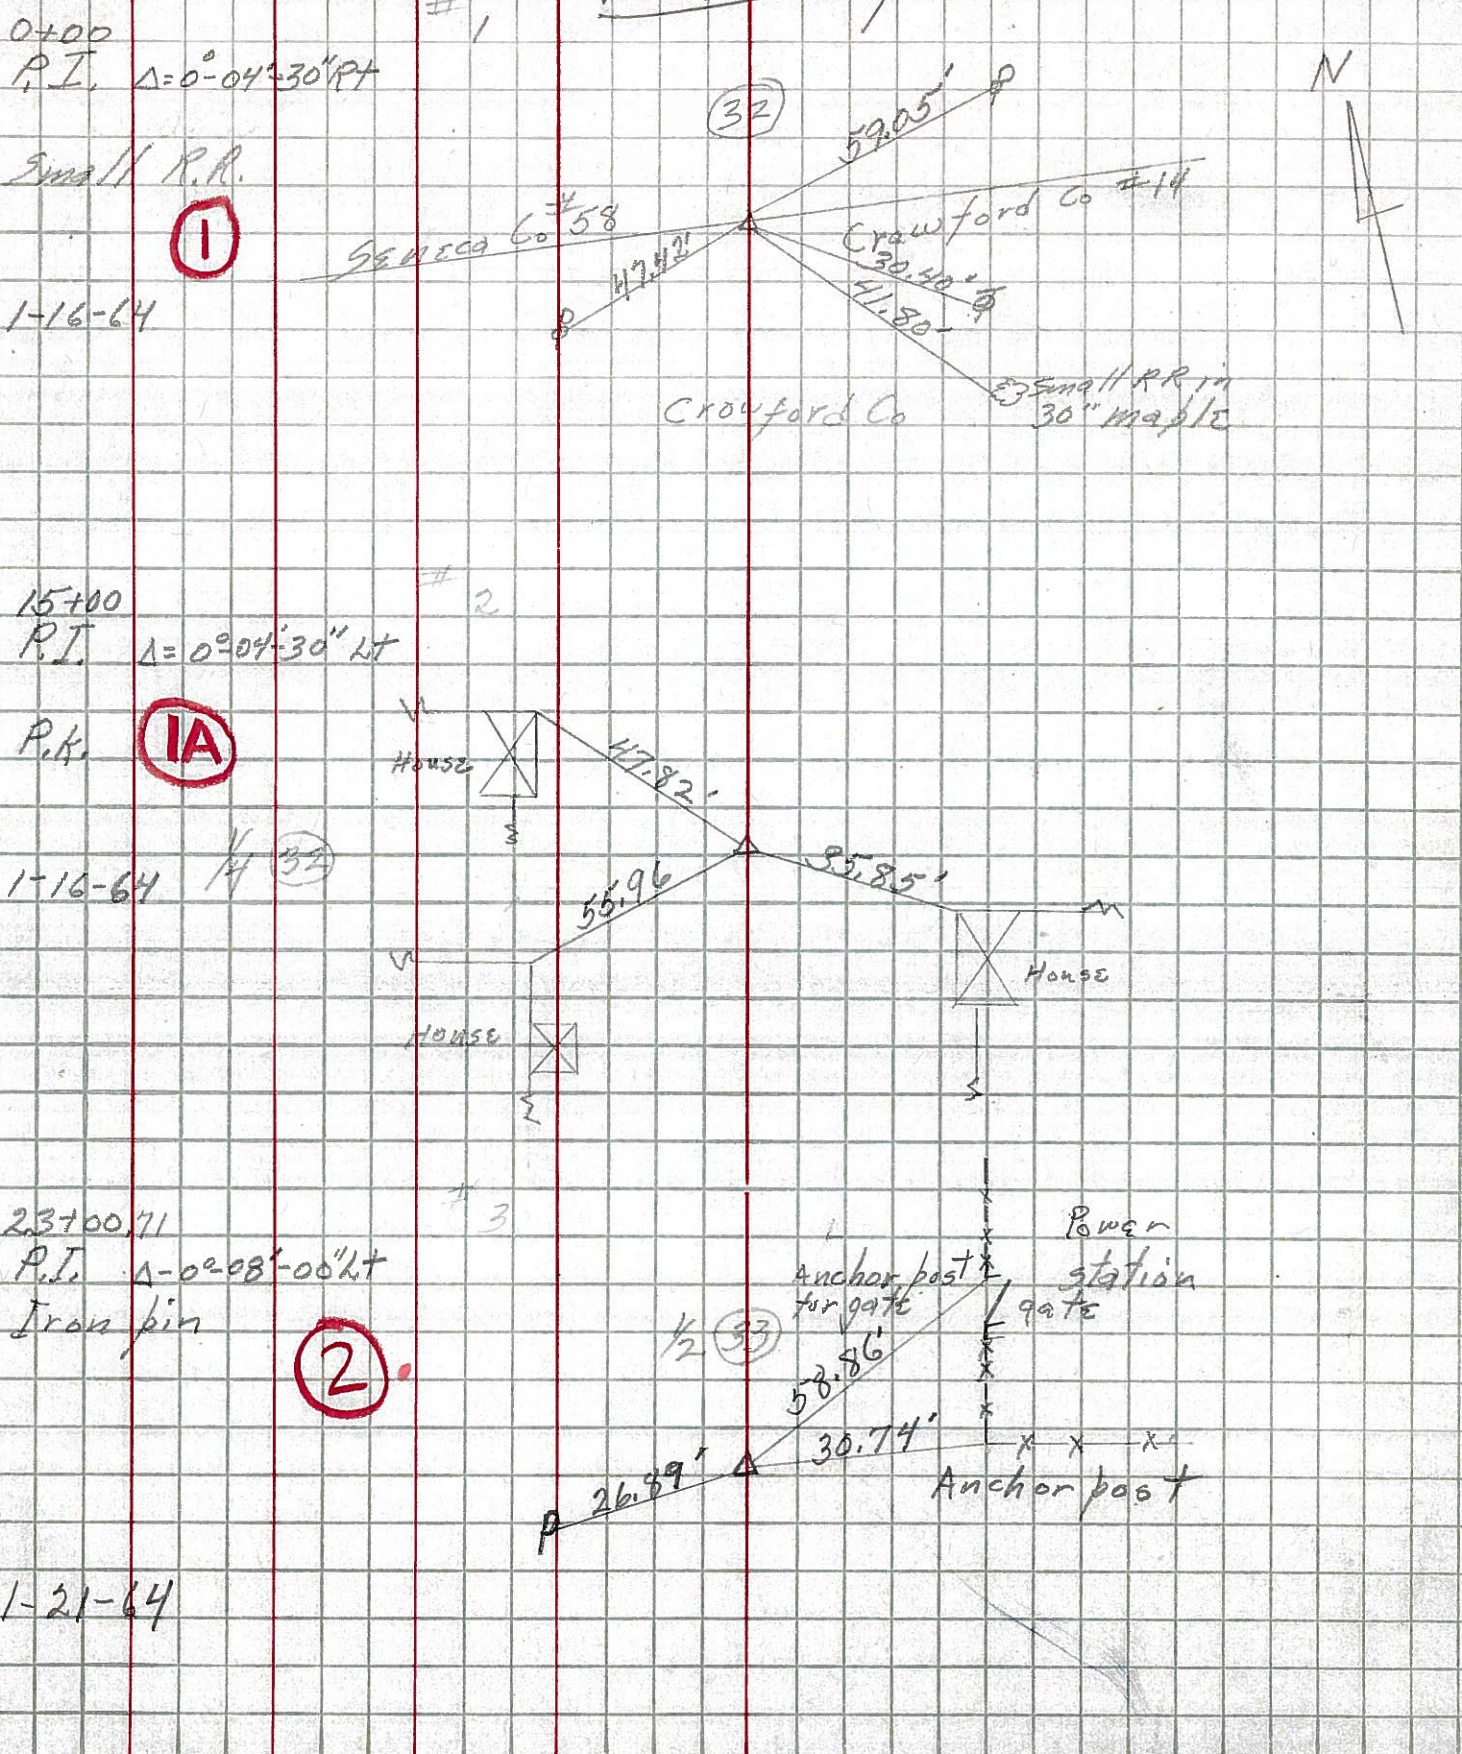 0+00
# 1
P.I. Δ=0°-04'-30"Rt
N
32
59.05'
P
Small R.R.
1
Seneca Co #58
Crawford Co #14
47.42'
30.40'
41.80'
P
1-16-64
Small RR in
30" maple
Crawford Co
15+00
# 2
P.I. Δ=0°-04'-30" Lt
P.K.
1A
House
47.82'
1/4 32
1-16-64
55.96
35.85'
House
House
# 3
23+00.71
P.I. Δ-0°-08'-00"Lt
Iron pin
Power
station
Anchor post
for gate
gate
1/2 33
2
58.86'
30.74'
26.89'
P
Anchor post
1-21-64